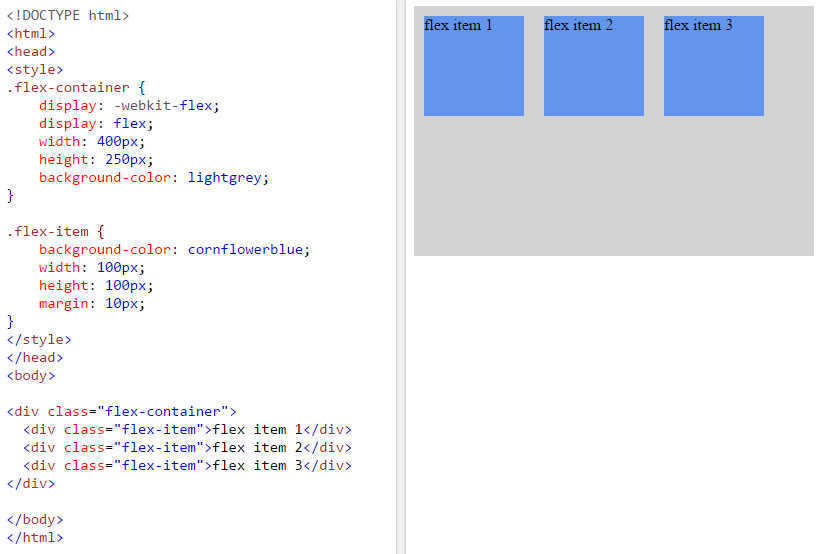 <!DOCTYPE html>
<html>
<head>
<style>
.flex-container {
    display: -webkit-flex;
    display: flex;
    width: 400px;
    height: 250px;
    background-color: lightgrey;
}

.flex-item {
    background-color: cornflowerblue;
    width: 100px;
    height: 100px;
    margin: 10px;
}
</style>
</head>
<body>

<div class="flex-container">
  <div class="flex-item">flex item 1</div>
  <div class="flex-item">flex item 2</div>
  <div class="flex-item">flex item 3</div>
</div>

</body>
</html>
flex item 1 flex item 2 flex item 3